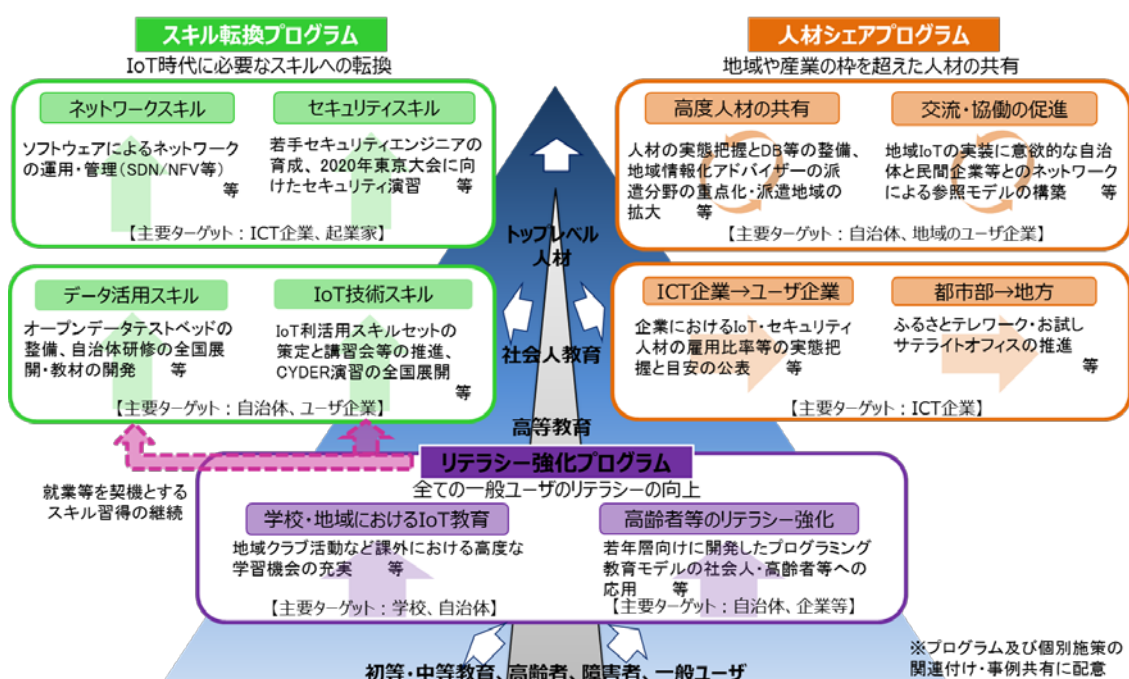 スキル転換プログラム
IoT時代に必要なスキルへの転換
ネットワークスキル
ソフトウェアによるネットワーク
の運用・管理(SDN/NFV等)
等
セキュリティスキル
若手セキュリティエンジニアの
育成、2020年東京大会に向
けたセキュリティ演習 等
【主要ターゲット：ICT企業、起業家】
データ活用スキル
オープンデータテストベッドの
整備、自治体研修の全国展
開・教材の開発 等
IoT技術スキル
IoT利活用スキルセットの
策定と講習会等の推進、
CYDER演習の全国展開
等
【主要ターゲット：自治体、ユーザ企業】
人材シェアプログラム
地域や産業の枠を超えた人材の共有
高度人材の共有
人材の実態把握とDB等の整備、
地域情報化アドバイザーの派
遣分野の重点化・派遣地域の
拡大 等
交流・協働の促進
地域IoTの実装に意欲的な自治
体と民間企業等とのネットワーク
による参照モデルの構築 等
【主要ターゲット：自治体、地域のユーザ企業】
ICT企業→ユーザ企業
企業におけるIoT・セキュリティ
人材の雇用比率等の実態把
握と目安の公表 等
都市部→地方
ふるさとテレワーク・お試し
サテライトオフィスの推進
等
【主要ターゲット：ICT企業】
トップレベル
人材
社会人教育
高等教育
リテラシー強化プログラム
全ての一般ユーザのリテラシーの向上
就業等を契機とする
スキル習得の継続
学校・地域におけるIoT教育
地域クラブ活動など課外における高度な
学習機会の充実 等
【主要ターゲット：学校、自治体】
高齢者等のリテラシー強化
若年層向けに開発したプログラミング
教育モデルの社会人・高齢者等への
応用 等
【主要ターゲット：自治体、企業等】
初等・中等教育、高齢者、障害者、一般ユーザ
※プログラム及び個別施策の
関連付け・事例共有に配意